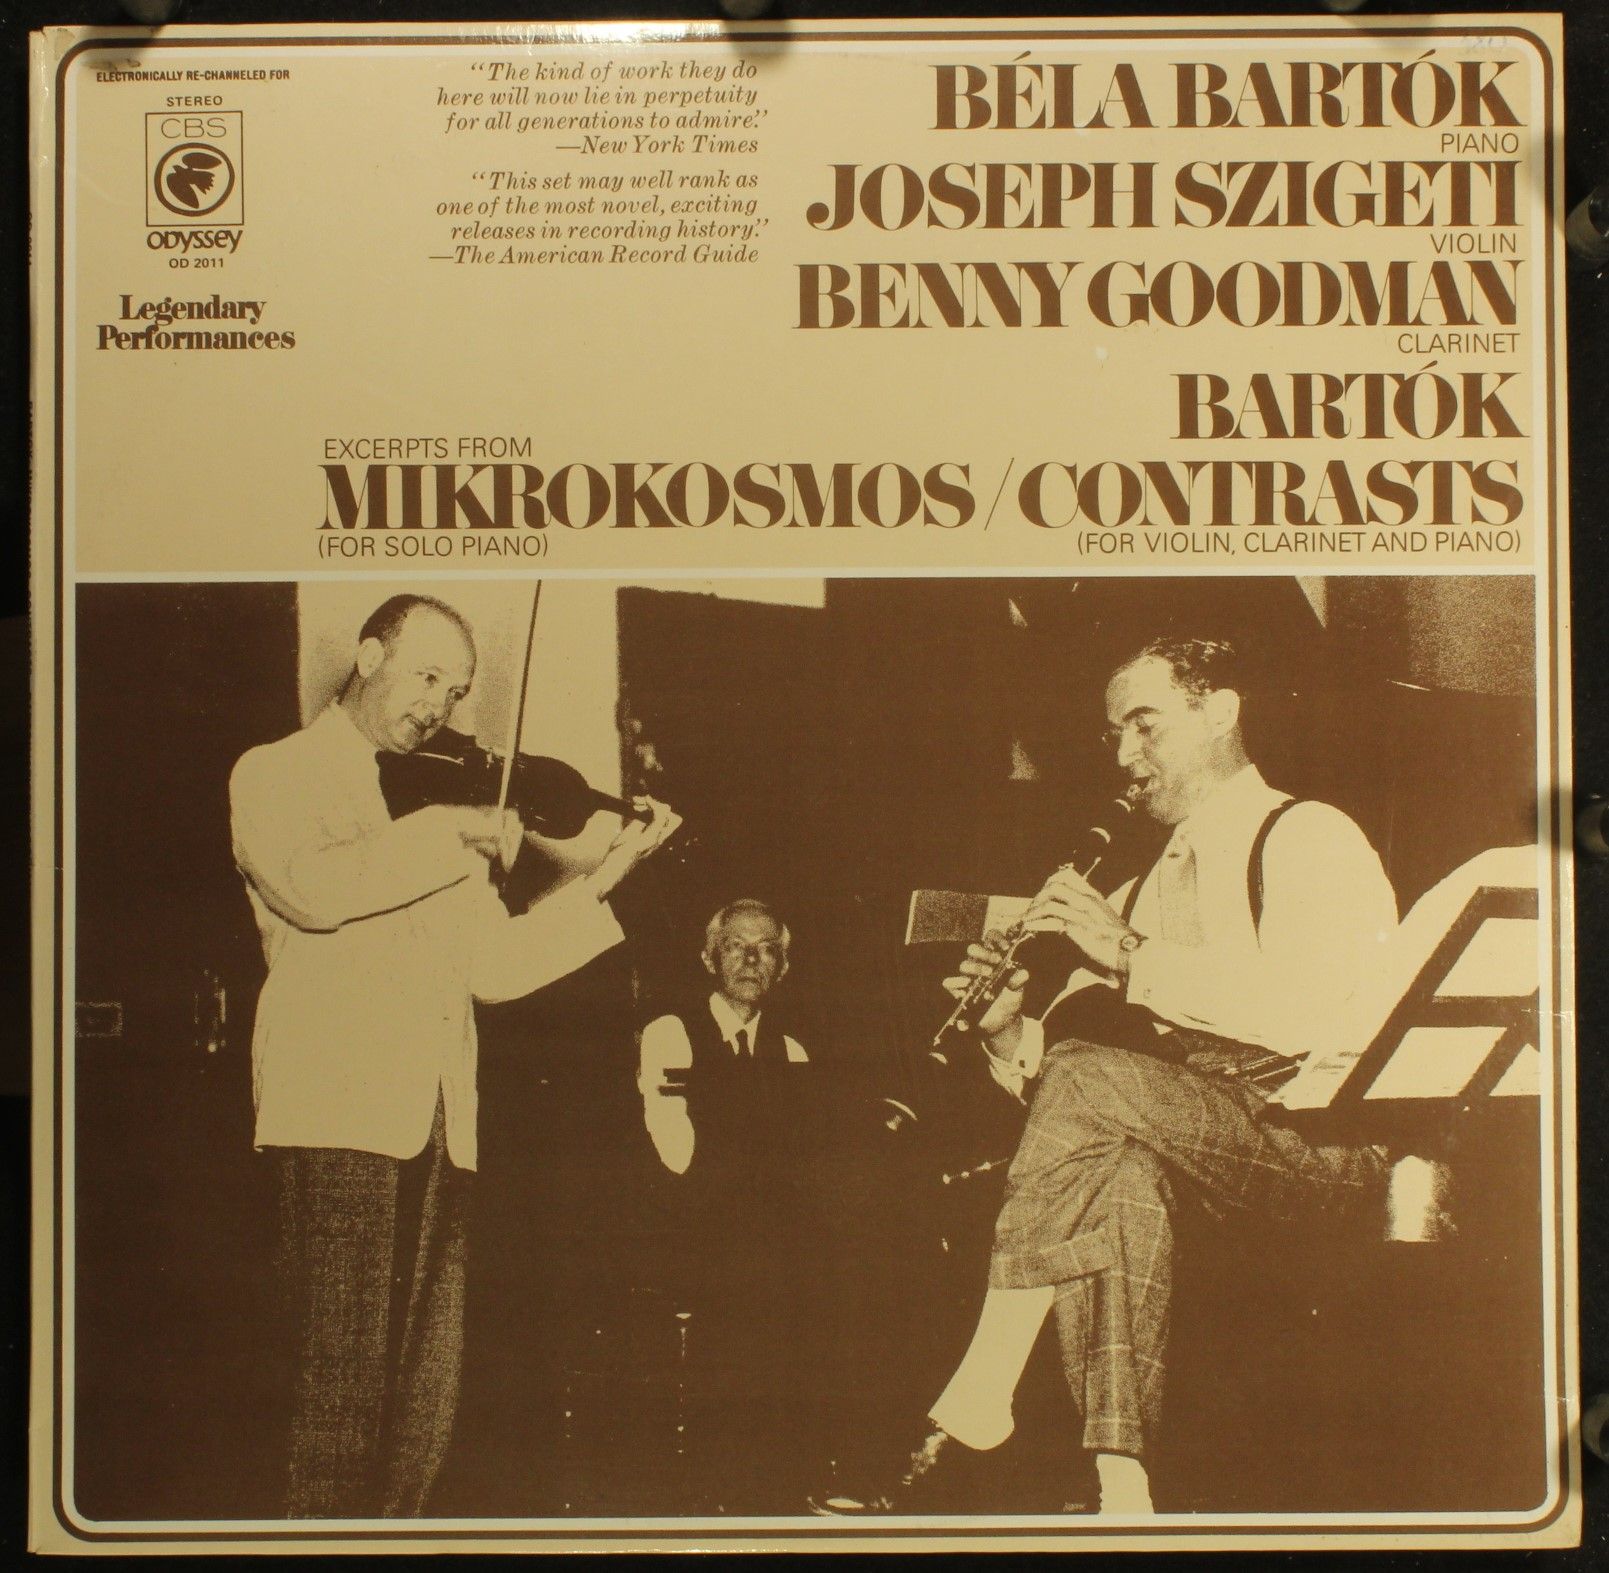 ELECTRONICALLY RE-CHANNELED FOR
STEREO
CBS
ODYSSEY
OD 2011
Legendary
Performances
“The kind of work they do
here will now lie in perpetuity
for all generations to admire.”
—New York Times
“This set may well rank as
one of the most novel, exciting
releases in recording history.”
—The American Record Guide
BÉLA BARTÓK
PIANO
JOSEPH SZIGETI
VIOLIN
BENNY GOODMAN
CLARINET
BARTÓK
EXCERPTS FROM
MIKROKOSMOS/CONTRASTS
(FOR SOLO PIANO) (FOR VIOLIN, CLARINET AND PIANO)